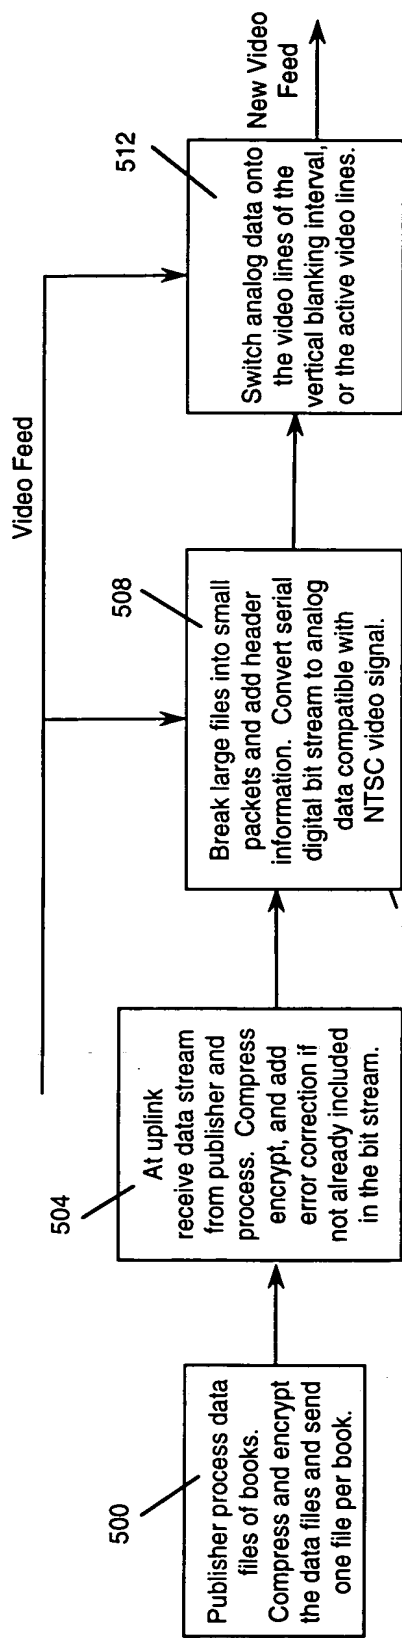 Video Feed
500
Publisher process data
files of books.
Compress and encrypt
the data files and send
one file per book.
504
At uplink
receive data stream
from publisher and
process. Compress
encrypt, and add
error correction if
not already included
in the bit stream.
508
Break large files into small
packets and add header
information. Convert serial
digital bit stream to analog
data compatible with
NTSC video signal.
512
Switch analog data onto
the video lines of the
vertical blanking interval,
or the active video lines.
New Video
Feed